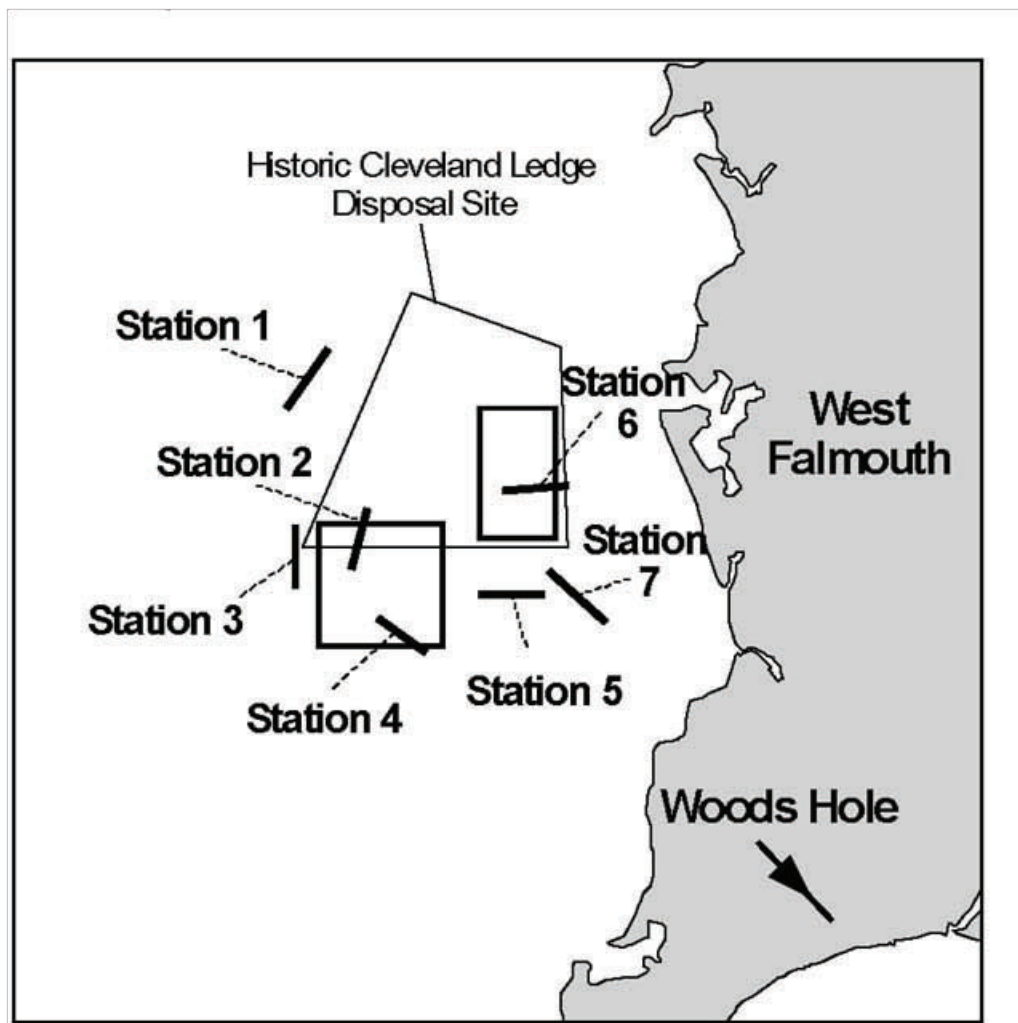 Historic Cleveland Ledge
Disposal Site
Station 1
Station
6
West
Falmouth
Station 2
Station
7
Station 3
Station 5
Station 4
Woods Hole